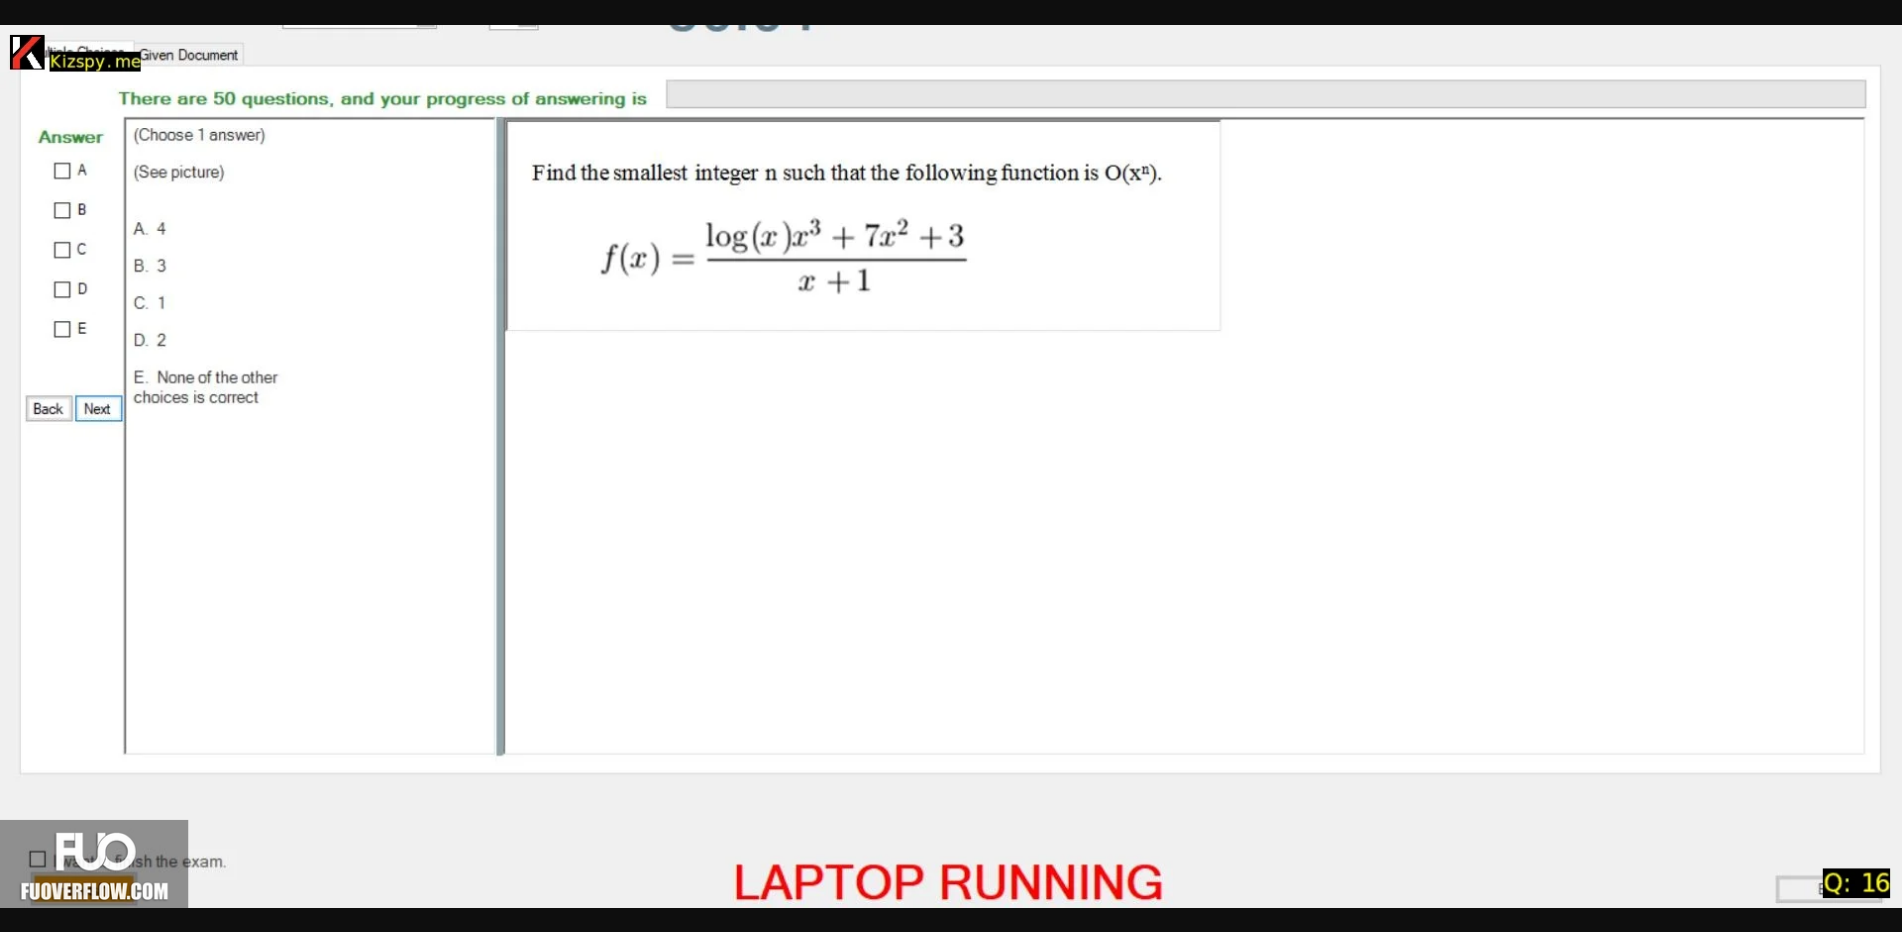 Kizspy.me
Given Document
There are 50 questions, and your progress of answering is
Answer
A
B
C
D
E
Back
Next
(Choose 1 answer)
(See picture)
A. 4
B. 3
C. 1
D. 2
E. None of the other
choices is correct
Find the smallest integer n such that the following function is O(xⁿ).
f(x) = \frac{log(x)x^3 + 7x^2 + 3}{x + 1}
FUO
sh the exam.
FUOVERFLOW.COM
LAPTOP RUNNING
Q: 16